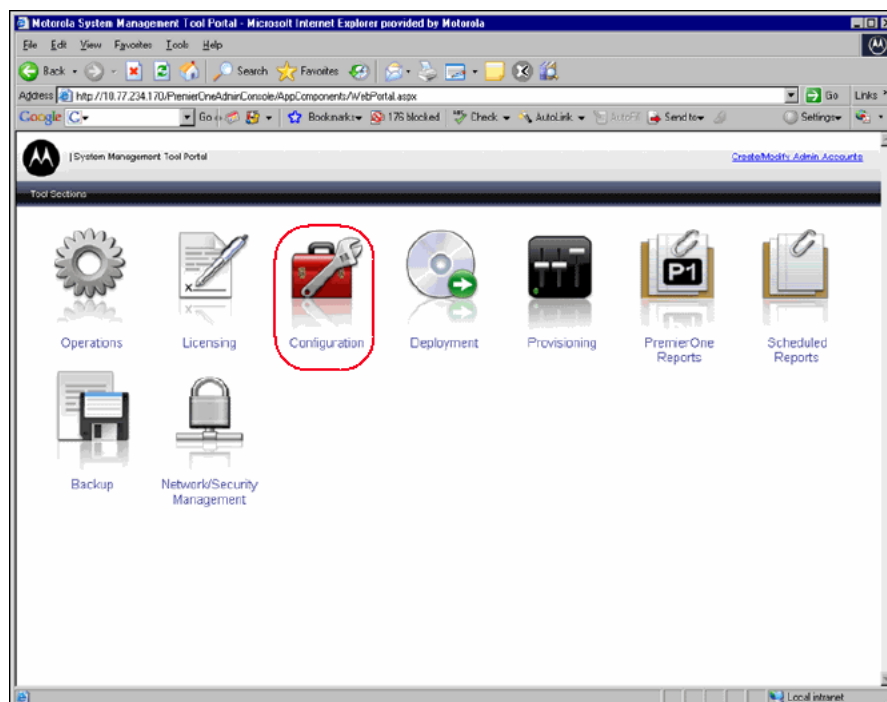 Motorola System Management Tool Portal - Microsoft Internet Explorer provided by Motorola
File Edit View Favorites Tools Help
Back Search Favorites
Address http://10.77.234.170/PremierOneAdminConsole/AppComponents/WebPortal.aspx Go Links
Google Go Bookmarks 176 blocked Check AutoLink AutoFill Send to Settings
| System Management Tool Portal Create/Modify Admin Accounts
Tool Sections
P1
Operations Licensing Configuration Deployment Provisioning PremierOne Reports Scheduled Reports
Backup Network/Security Management
Local intranet